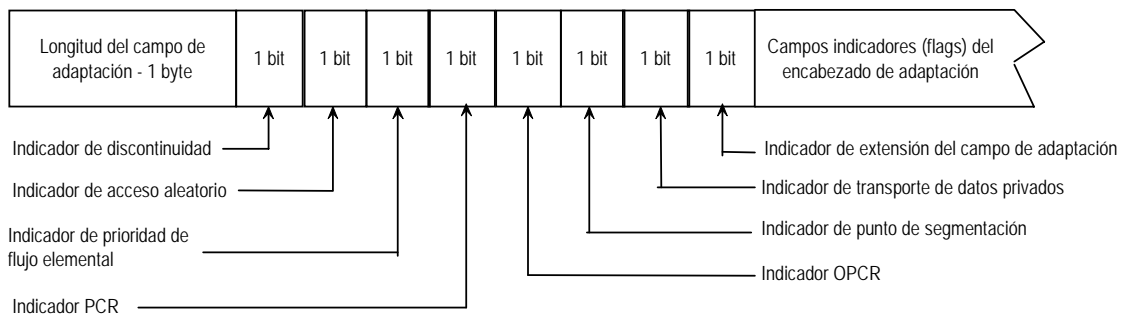 Longitud del campo de
adaptación - 1 byte
1 bit
1 bit
1 bit
1 bit
1 bit
1 bit
1 bit
1 bit
Campos indicadores (flags) del
encabezado de adaptación
Indicador de discontinuidad
Indicador de acceso aleatorio
Indicador de prioridad de
flujo elemental
Indicador PCR
Indicador de extensión del campo de adaptación
Indicador de transporte de datos privados
Indicador de punto de segmentación
Indicador OPCR